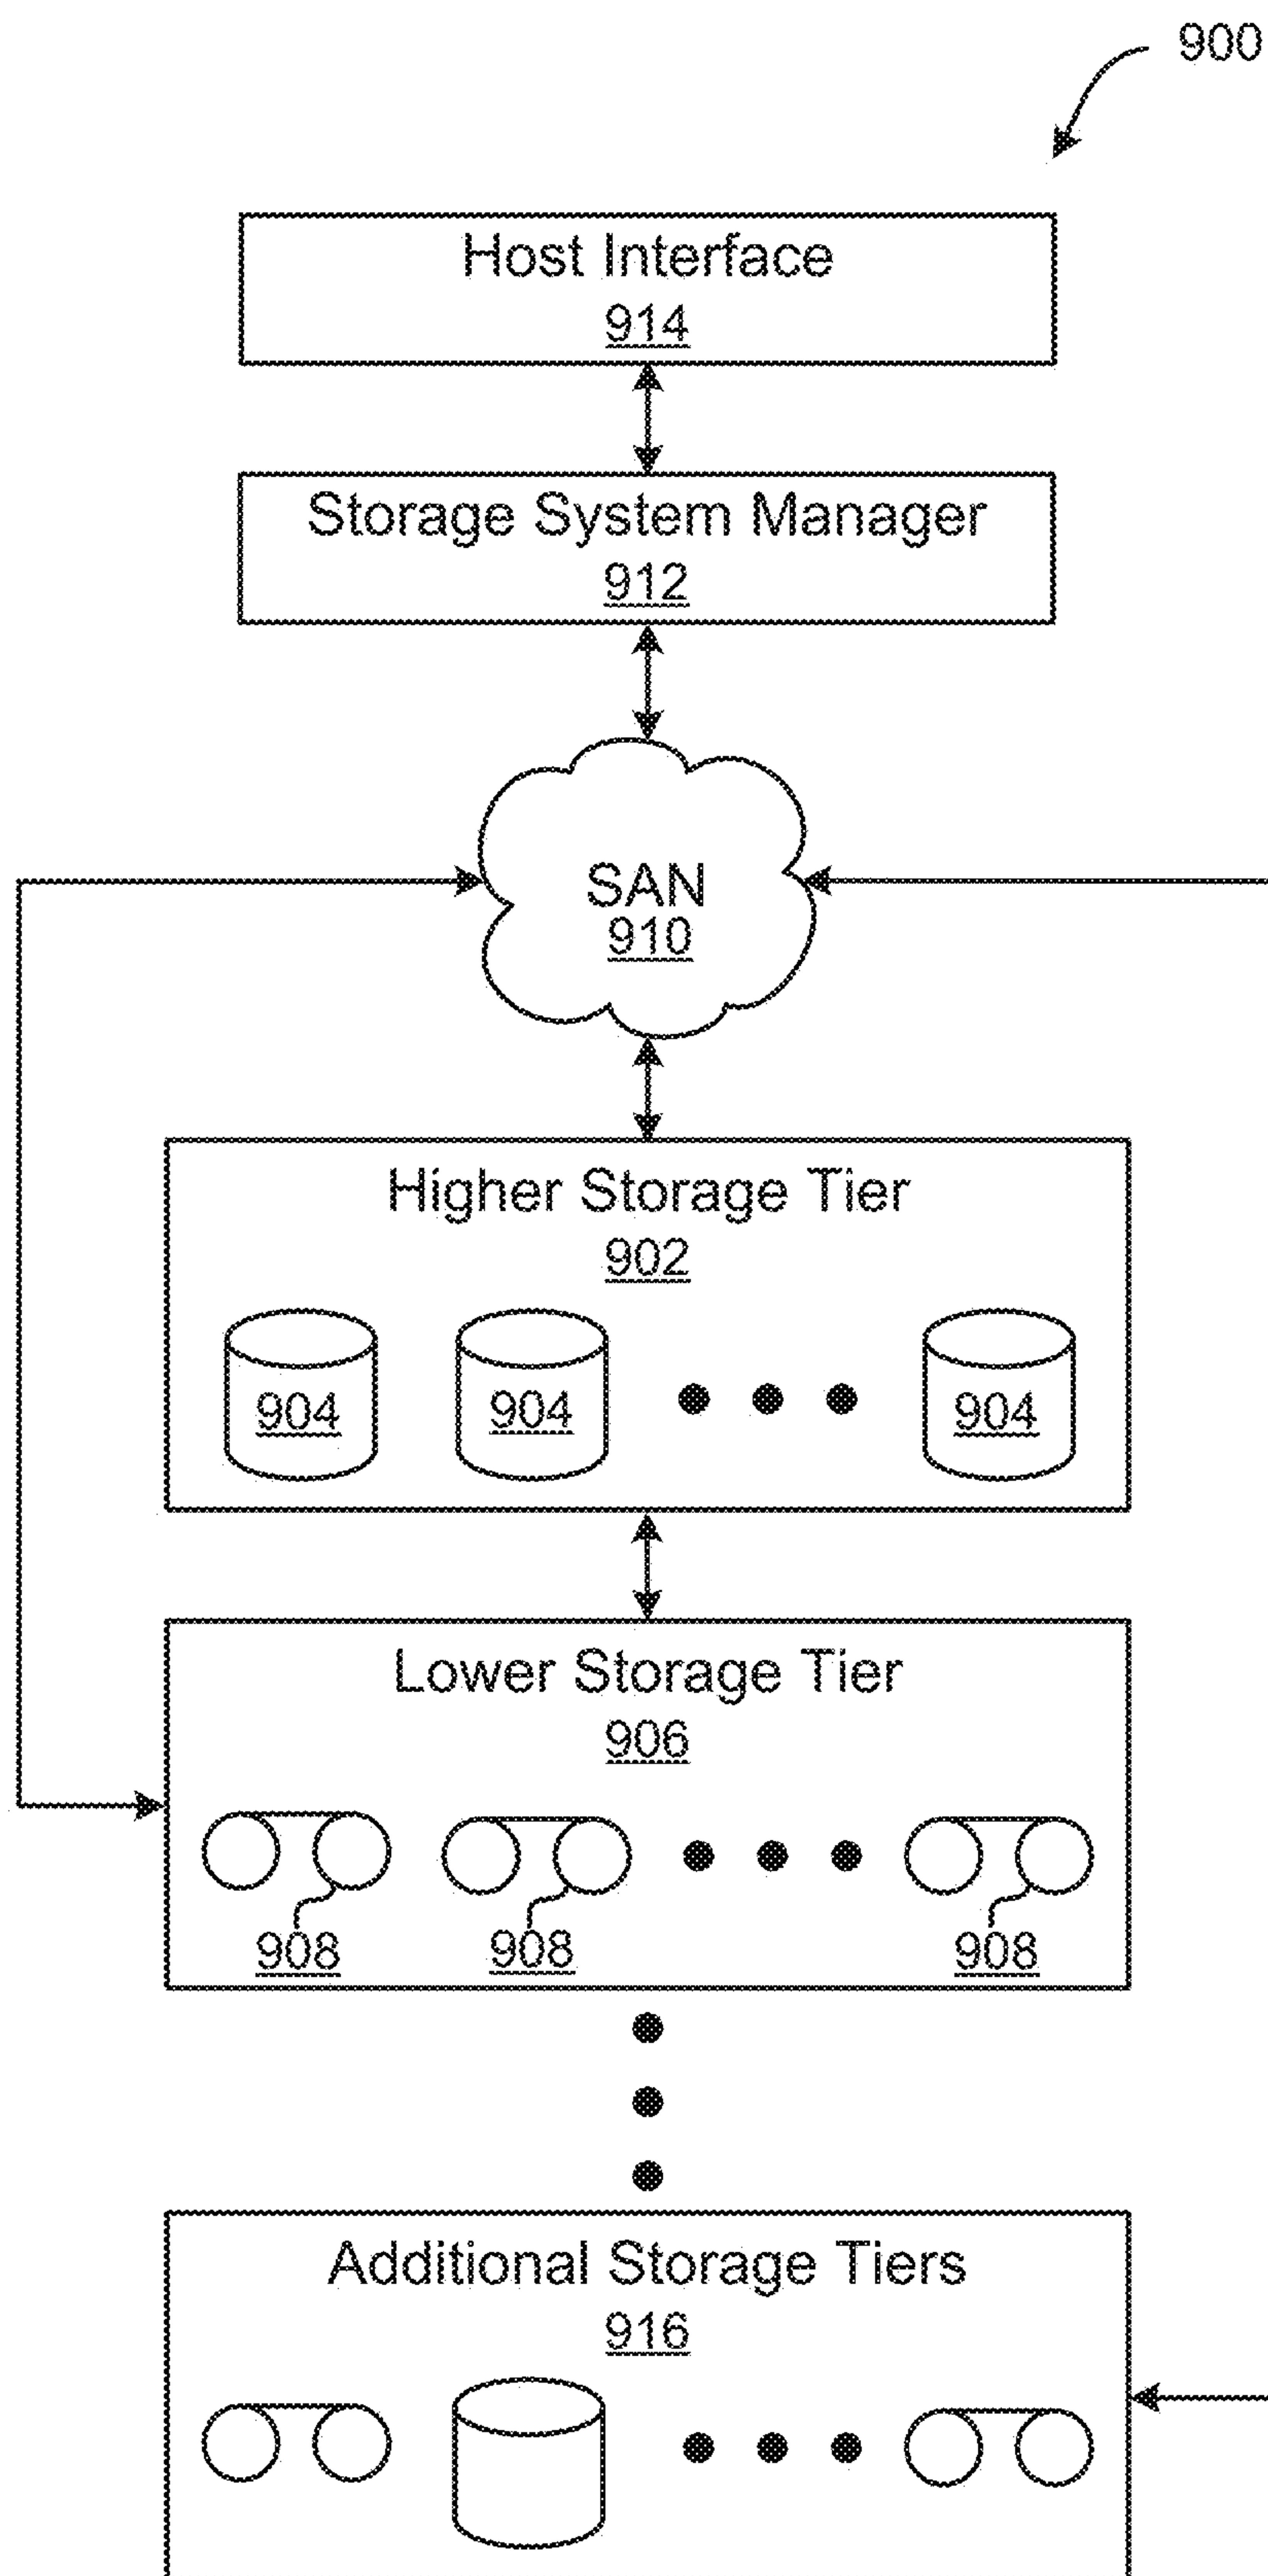 900
Host Interface
914
Storage System Manager
912
SAN
910
Higher Storage Tier
902
904 904 904
Lower Storage Tier
906
908 908 908
Additional Storage Tiers
916